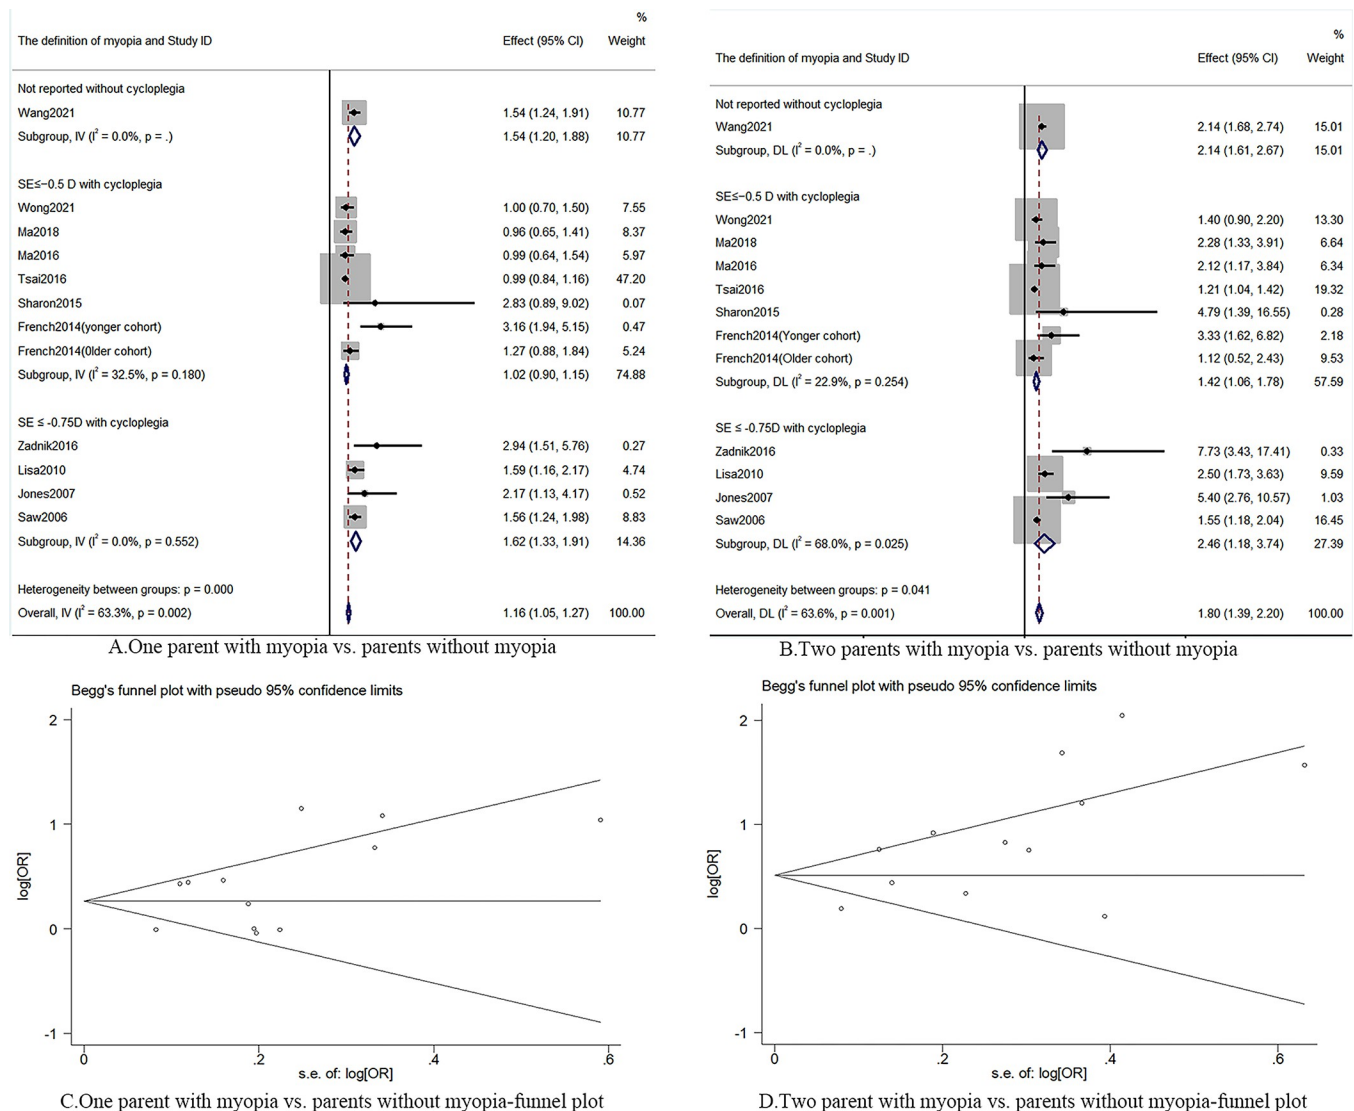 %
The definition of myopia and Study ID Effect (95% CI) Weight
Not reported without cycloplegia
Wang2021 1.54 (1.24, 1.91) 10.77
Subgroup, IV (I² = 0.0%, p = .) 1.54 (1.20, 1.88) 10.77
SE≤−0.5 D with cycloplegia
Wong2021 1.00 (0.70, 1.50) 7.55
Ma2018 0.96 (0.65, 1.41) 8.37
Ma2016 0.99 (0.64, 1.54) 5.97
Tsai2016 0.99 (0.84, 1.16) 47.20
Sharon2015 2.83 (0.89, 9.02) 0.07
French2014(yonger cohort) 3.16 (1.94, 5.15) 0.47
French2014(0lder cohort) 1.27 (0.88, 1.84) 5.24
Subgroup, IV (I² = 32.5%, p = 0.180) 1.02 (0.90, 1.15) 74.88
SE ≤ -0.75D with cycloplegia
Zadnik2016 2.94 (1.51, 5.76) 0.27
Lisa2010 1.59 (1.16, 2.17) 4.74
Jones2007 2.17 (1.13, 4.17) 0.52
Saw2006 1.56 (1.24, 1.98) 8.83
Subgroup, IV (I² = 0.0%, p = 0.552) 1.62 (1.33, 1.91) 14.36
Heterogeneity between groups: p = 0.000
Overall, IV (I² = 63.3%, p = 0.002) 1.16 (1.05, 1.27) 100.00
A.One parent with myopia vs. parents without myopia
%
The definition of myopia and Study ID Effect (95% CI) Weight
Not reported without cycloplegia
Wang2021 2.14 (1.68, 2.74) 15.01
Subgroup, DL (I² = 0.0%, p = .) 2.14 (1.61, 2.67) 15.01
SE≤−0.5 D with cycloplegia
Wong2021 1.40 (0.90, 2.20) 13.30
Ma2018 2.28 (1.33, 3.91) 6.64
Ma2016 2.12 (1.17, 3.84) 6.34
Tsai2016 1.21 (1.04, 1.42) 19.32
Sharon2015 4.79 (1.39, 16.55) 0.28
French2014(Yonger cohort) 3.33 (1.62, 6.82) 2.18
French2014(Older cohort) 1.12 (0.52, 2.43) 9.53
Subgroup, DL (I² = 22.9%, p = 0.254) 1.42 (1.06, 1.78) 57.59
SE ≤ -0.75D with cycloplegia
Zadnik2016 7.73 (3.43, 17.41) 0.33
Lisa2010 2.50 (1.73, 3.63) 9.59
Jones2007 5.40 (2.76, 10.57) 1.03
Saw2006 1.55 (1.18, 2.04) 16.45
Subgroup, DL (I² = 68.0%, p = 0.025) 2.46 (1.18, 3.74) 27.39
Heterogeneity between groups: p = 0.041
Overall, DL (I² = 63.6%, p = 0.001) 1.80 (1.39, 2.20) 100.00
B.Two parents with myopia vs. parents without myopia
Begg's funnel plot with pseudo 95% confidence limits
2
1
0
-1
log[OR]
0 .2 .4 .6
s.e. of: log[OR]
C.One parent with myopia vs. parents without myopia-funnel plot
Begg's funnel plot with pseudo 95% confidence limits
2
1
0
-1
log[OR]
0 .2 .4 .6
s.e. of: log[OR]
D.Two parent with myopia vs. parents without myopia-funnel plot